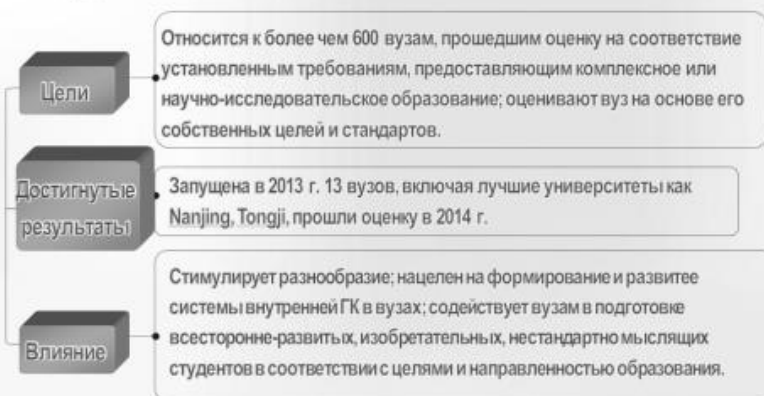 Цели
Относится к более чем 600 вузам, прошедшим оценку на соответствие
установленным требованиям, предоставляющим комплексное или
научно-исследовательское образование; оценивают вуз на основе его
собственных целей и стандартов.
Достигнутые
результаты
Запущена в 2013 г. 13 вузов, включая лучшие университеты как
Nanjing, Tongji, прошли оценку в 2014 г.
Влияние
Стимулирует разнообразие; нацелен на формирование и развитее
системы внутренней ГК в вузах; содействует вузам в подготовке
всесторонне-развитых, изобретательных, нестандартно мыслящих
студентов в соответствии с целями и направленностью образования.